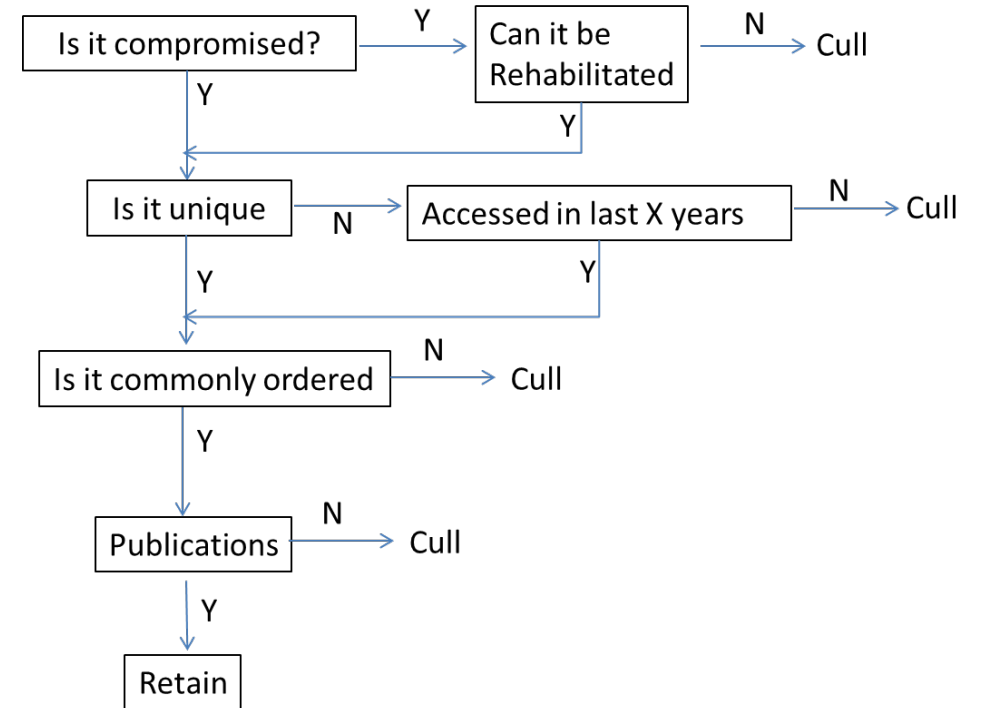 Is it compromised?
Y
Can it be
Rehabilitated
N
Cull
Y
Y
Is it unique
N
Accessed in last X years
N
Cull
Y
Y
Is it commonly ordered
N
Cull
Y
Publications
N
Cull
Y
Retain